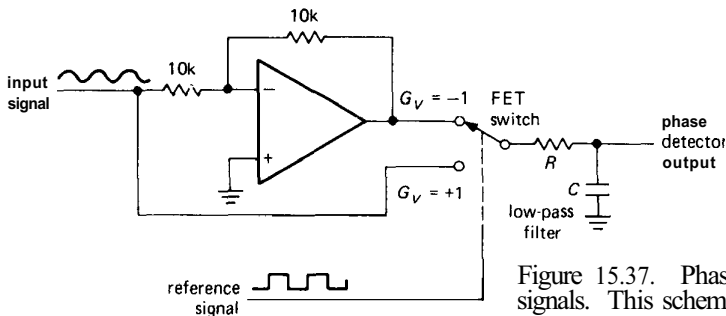 10k
10k
input
signal
−
+
G_V = −1
FET
switch
G_V = +1
R
C
low-pass
filter
phase
detector
output
reference
signal
Figure 15.37. Phas
signals. This schem